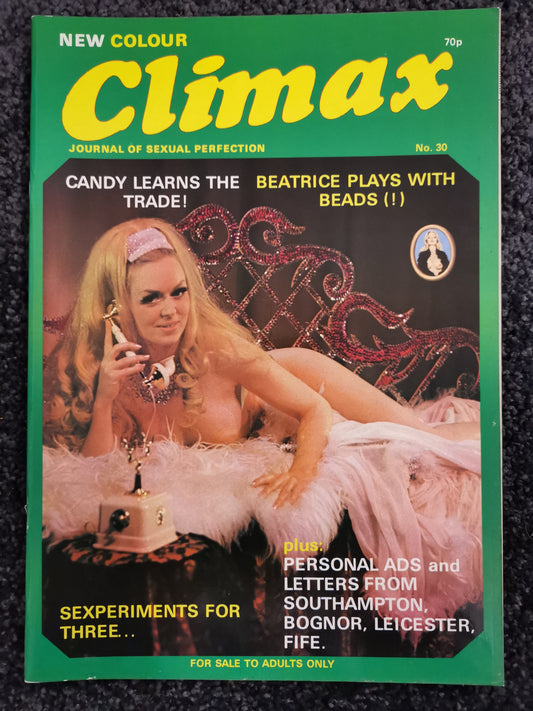 NEW COLOUR
70p
Climax
JOURNAL OF SEXUAL PERFECTION
No. 30
CANDY LEARNS THE
TRADE!
BEATRICE PLAYS WITH
BEADS (!)
plus:
PERSONAL ADS and
LETTERS FROM
SOUTHAMPTON,
BOGNOR, LEICESTER,
FIFE.
SEXPERIMENTS FOR
THREE...
FOR SALE TO ADULTS ONLY